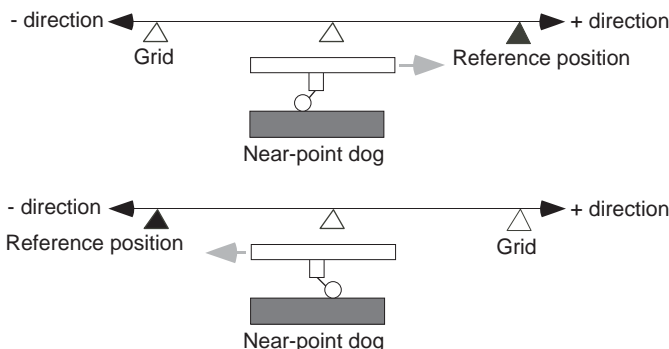 - direction
+ direction
Grid
Reference position
Near-point dog
- direction
+ direction
Reference position
Grid
Near-point dog